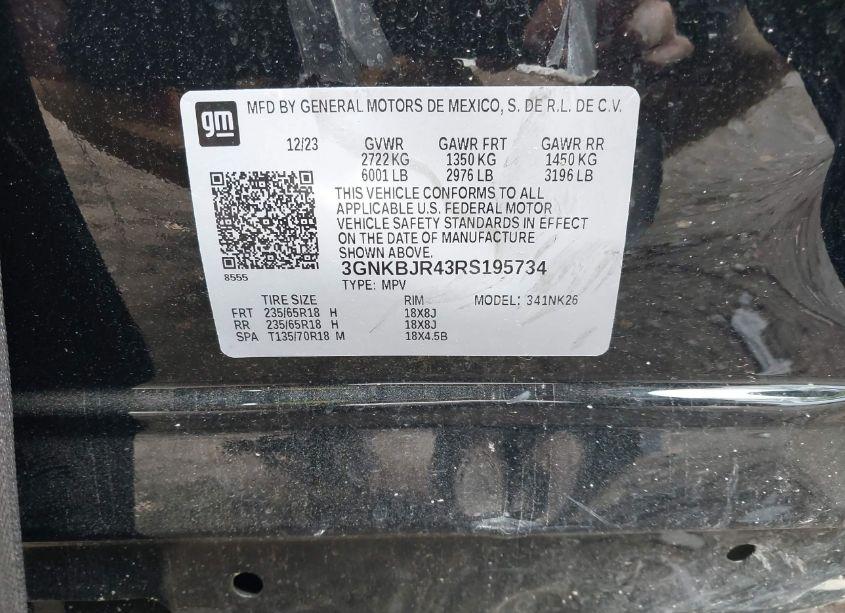 gm
MFD BY GENERAL MOTORS DE MEXICO, S. DE R.L. DE C.V.
12/23 GVWR GAWR FRT GAWR RR
2722 KG 1350 KG 1450 KG
6001 LB 2976 LB 3196 LB
THIS VEHICLE CONFORMS TO ALL
APPLICABLE U.S. FEDERAL MOTOR
VEHICLE SAFETY STANDARDS IN EFFECT
ON THE DATE OF MANUFACTURE
SHOWN ABOVE.
3GNKBJR43RS195734
8555
TYPE: MPV
TIRE SIZE RIM MODEL: 341NK26
FRT 235/65R18 H 18X8J
RR 235/65R18 H 18X8J
SPA T135/70R18 M 18X4.5B